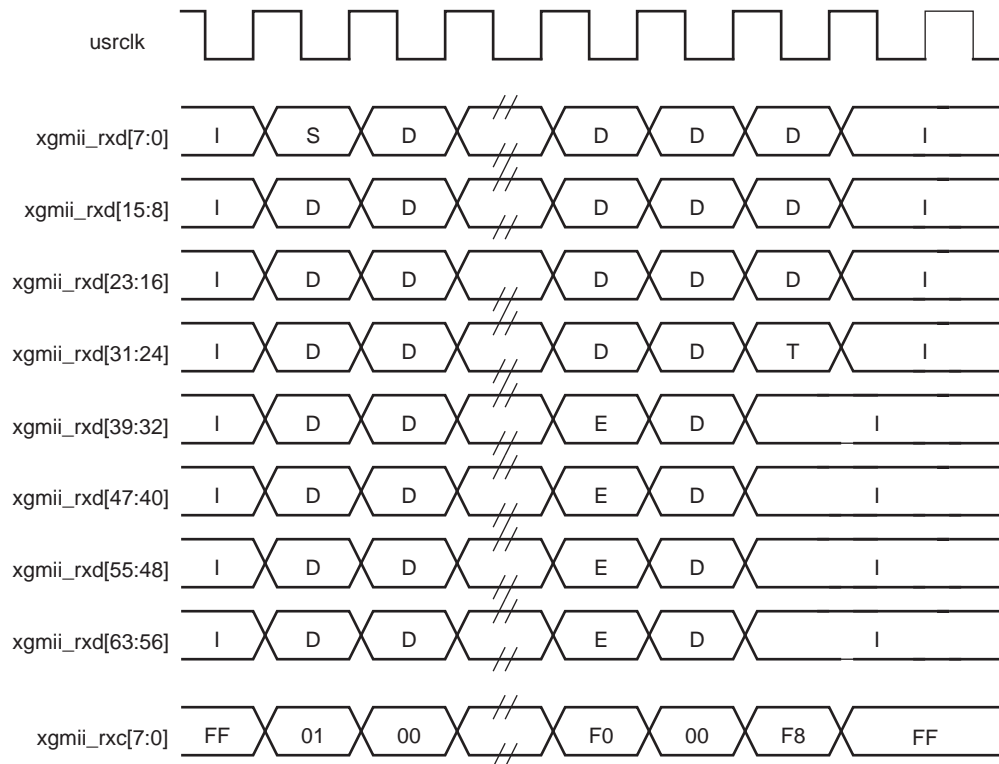 usrclk
xgmii_rxd[7:0] I S D D D D I
xgmii_rxd[15:8] I D D D D D I
xgmii_rxd[23:16] I D D D D D I
xgmii_rxd[31:24] I D D D D T I
xgmii_rxd[39:32] I D D E D I
xgmii_rxd[47:40] I D D E D I
xgmii_rxd[55:48] I D D E D I
xgmii_rxd[63:56] I D D E D I
xgmii_rxc[7:0] FF 01 00 F0 00 F8 FF